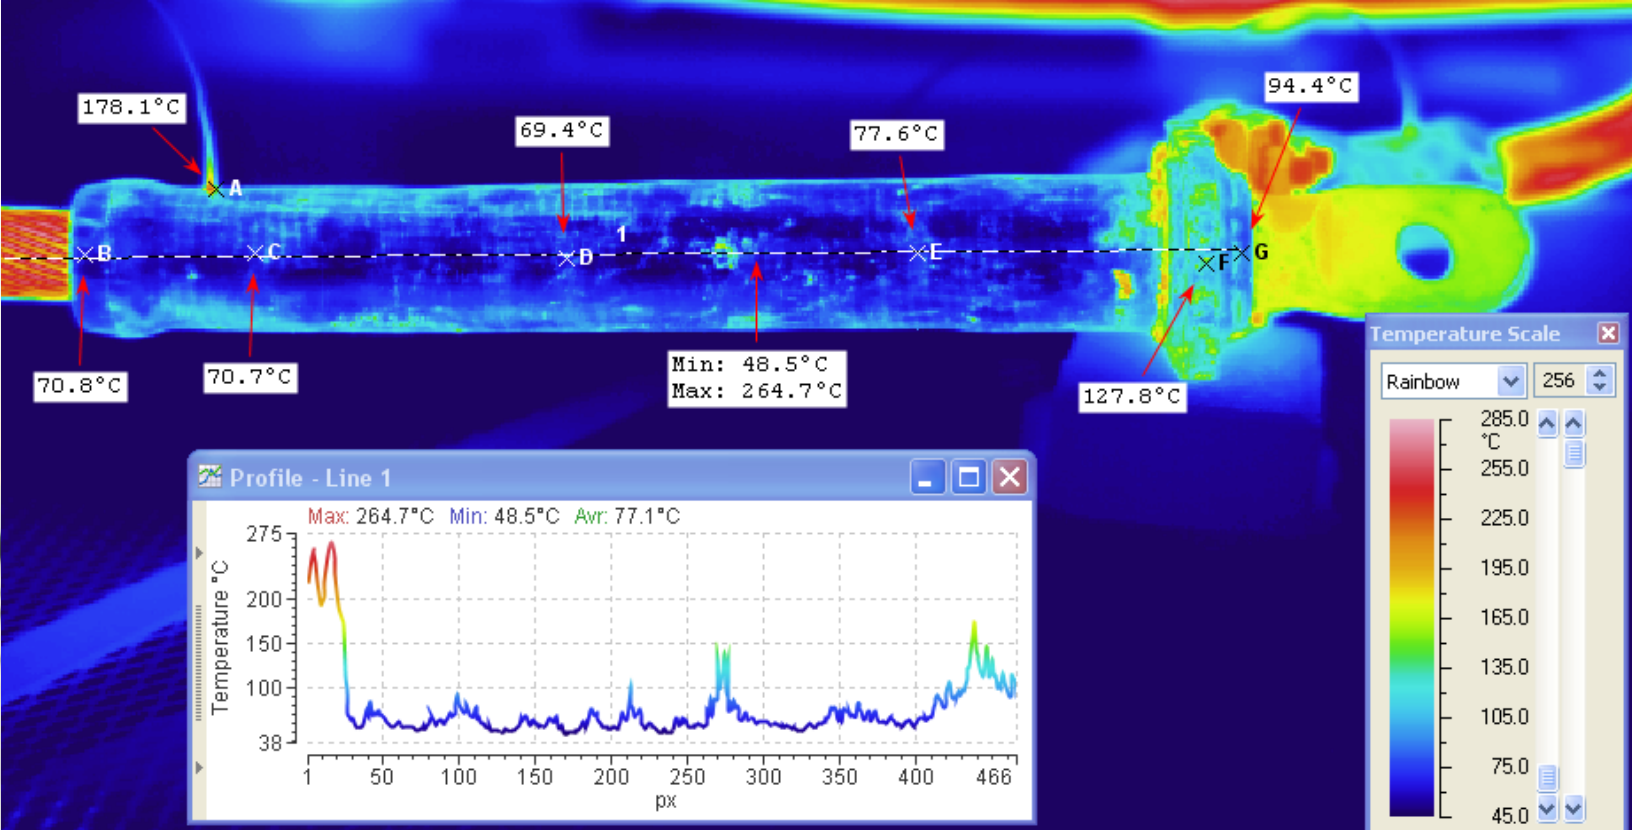 94.4°C
178.1°C
69.4°C
77.6°C
A
1
B
C
D
E
F
G
Min: 48.5°C
Max: 264.7°C
70.8°C
70.7°C
127.8°C
Temperature Scale
Rainbow
256
285.0
°C
255.0
225.0
195.0
165.0
135.0
105.0
75.0
45.0
Profile - Line 1
Max: 264.7°C Min: 48.5°C Avr: 77.1°C
Temperature °C
275
200
150
100
38
1 50 100 150 200 250 300 350 400 466
px